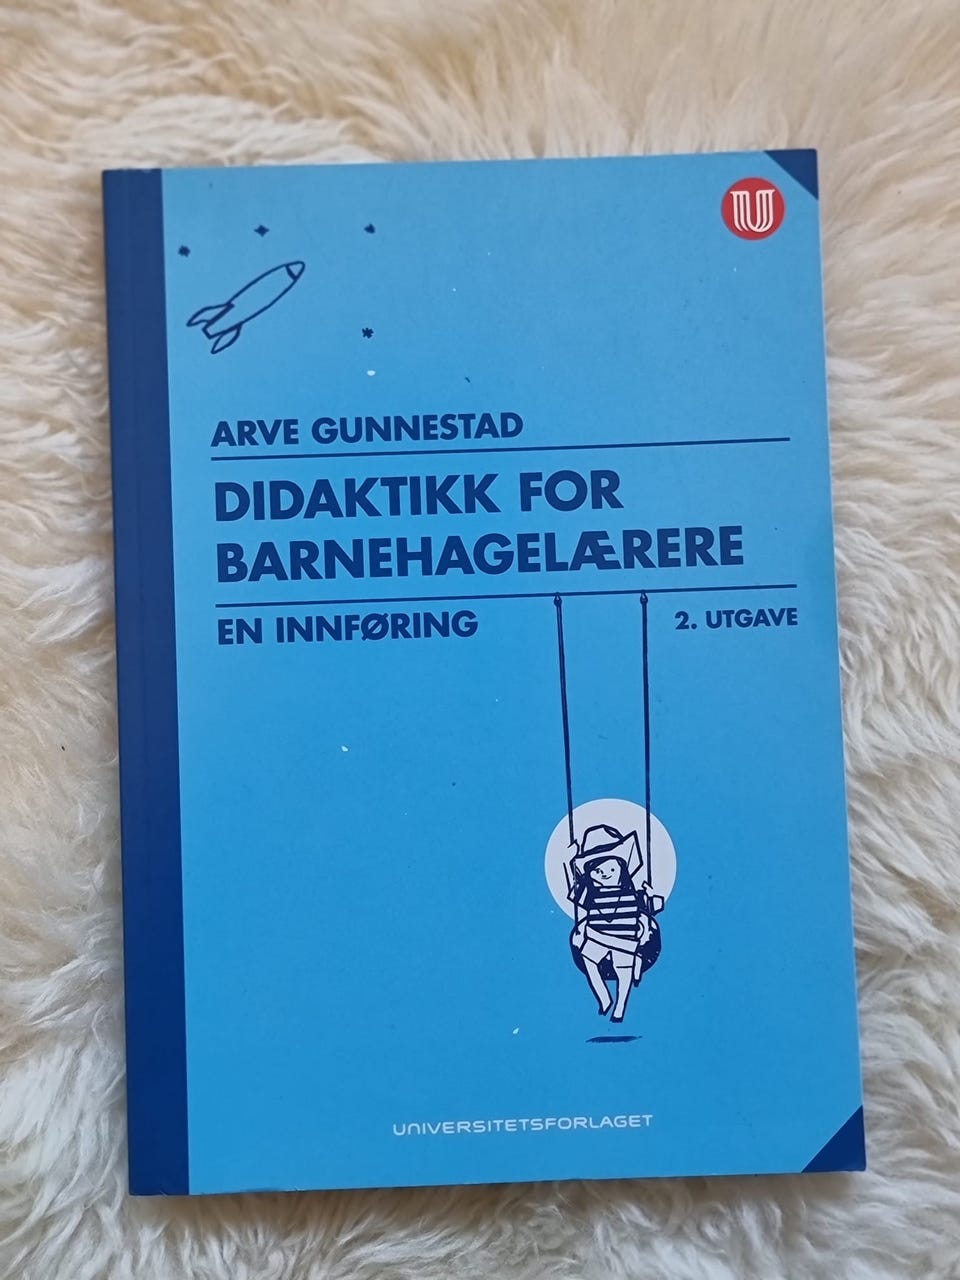 U
ARVE GUNNESTAD
DIDAKTIKK FOR
BARNEHAGELÆRERE
EN INNFØRING
2. UTGAVE
UNIVERSITETSFORLAGET